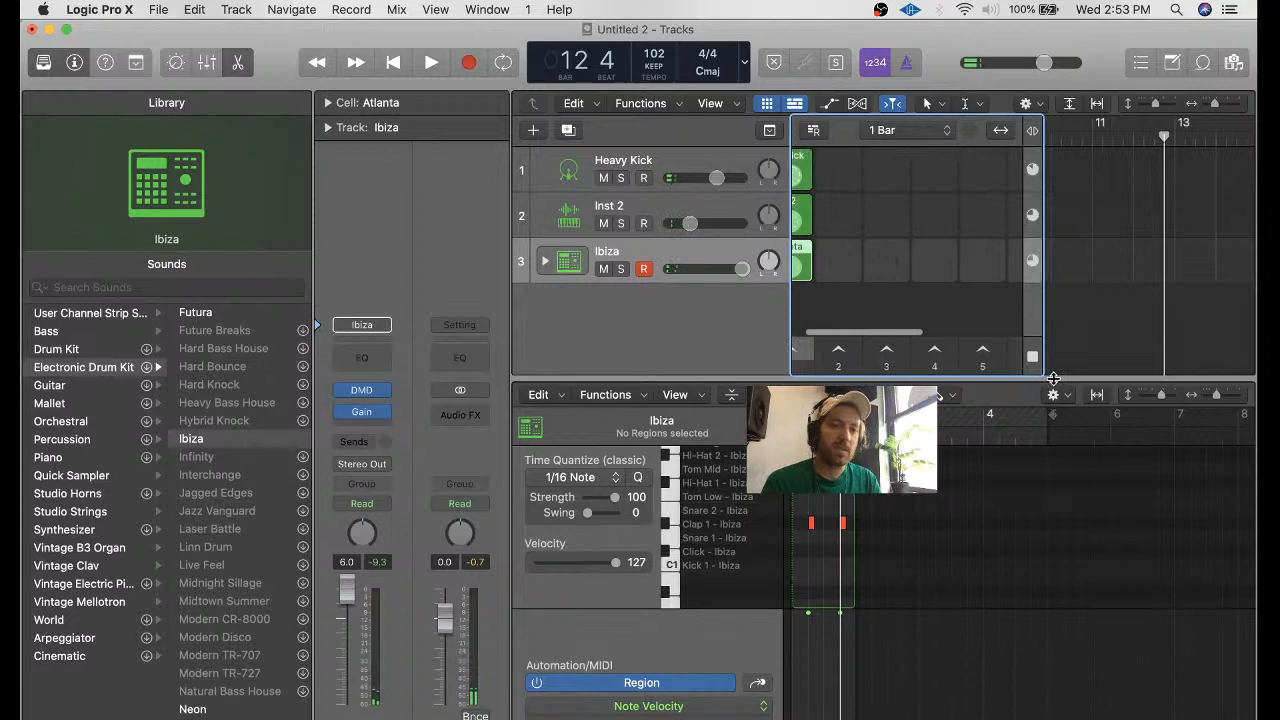 Logic Pro X File Edit Track Navigate Record Mix View Window 1 Help 100% Wed 2:53 PM
Untitled 2 - Tracks
12 4 102 4/4
BAR BEAT KEEP TEMPO Cmaj
S 1234
Library
Ibiza
Sounds
Search Sounds
User Channel Strip S...
Bass
Drum Kit
Electronic Drum Kit
Guitar
Mallet
Orchestral
Percussion
Piano
Quick Sampler
Studio Horns
Studio Strings
Synthesizer
Vintage B3 Organ
Vintage Clav
Vintage Electric Pi...
Vintage Mellotron
World
Arpeggiator
Cinematic
Futura
Future Breaks
Hard Bass House
Hard Bounce
Hard Knock
Heavy Bass House
Hybrid Knock
Ibiza
Infinity
Interchange
Jagged Edges
Jazz Vanguard
Laser Battle
Linn Drum
Live Feel
Midnight Sillage
Midtown Summer
Modern CR-8000
Modern Disco
Modern TR-707
Modern TR-727
Natural Bass House
Neon
Cell: Atlanta
Track: Ibiza
Ibiza Setting
EQ EQ
DMD
Gain Audio FX
Sends
Stereo Out
Group Group
Read Read
6.0 -9.3 0.0 -0.7
Bnce
Edit Functions View
1 Bar 11 13
1 Heavy Kick
M S R L R
2 Inst 2
M S R L R
3 Ibiza
M S R L R
2 3 4 5
Edit Functions View
4 5 6 7 8
Ibiza
No Regions selected
Time Quantize (classic)
1/16 Note Q
Strength 100
Swing 0
Velocity
127
Hi-Hat 2 - Ibiz
Tom Mid - Ibiz
Hi-Hat 1 - Ibiz
Tom Low - Ibiz
Snare 2 - Ibiza
Clap 1 - Ibiza
Snare 1 - Ibiza
Click - Ibiza
C1 Kick 1 - Ibiza
Automation/MIDI
Region
Note Velocity